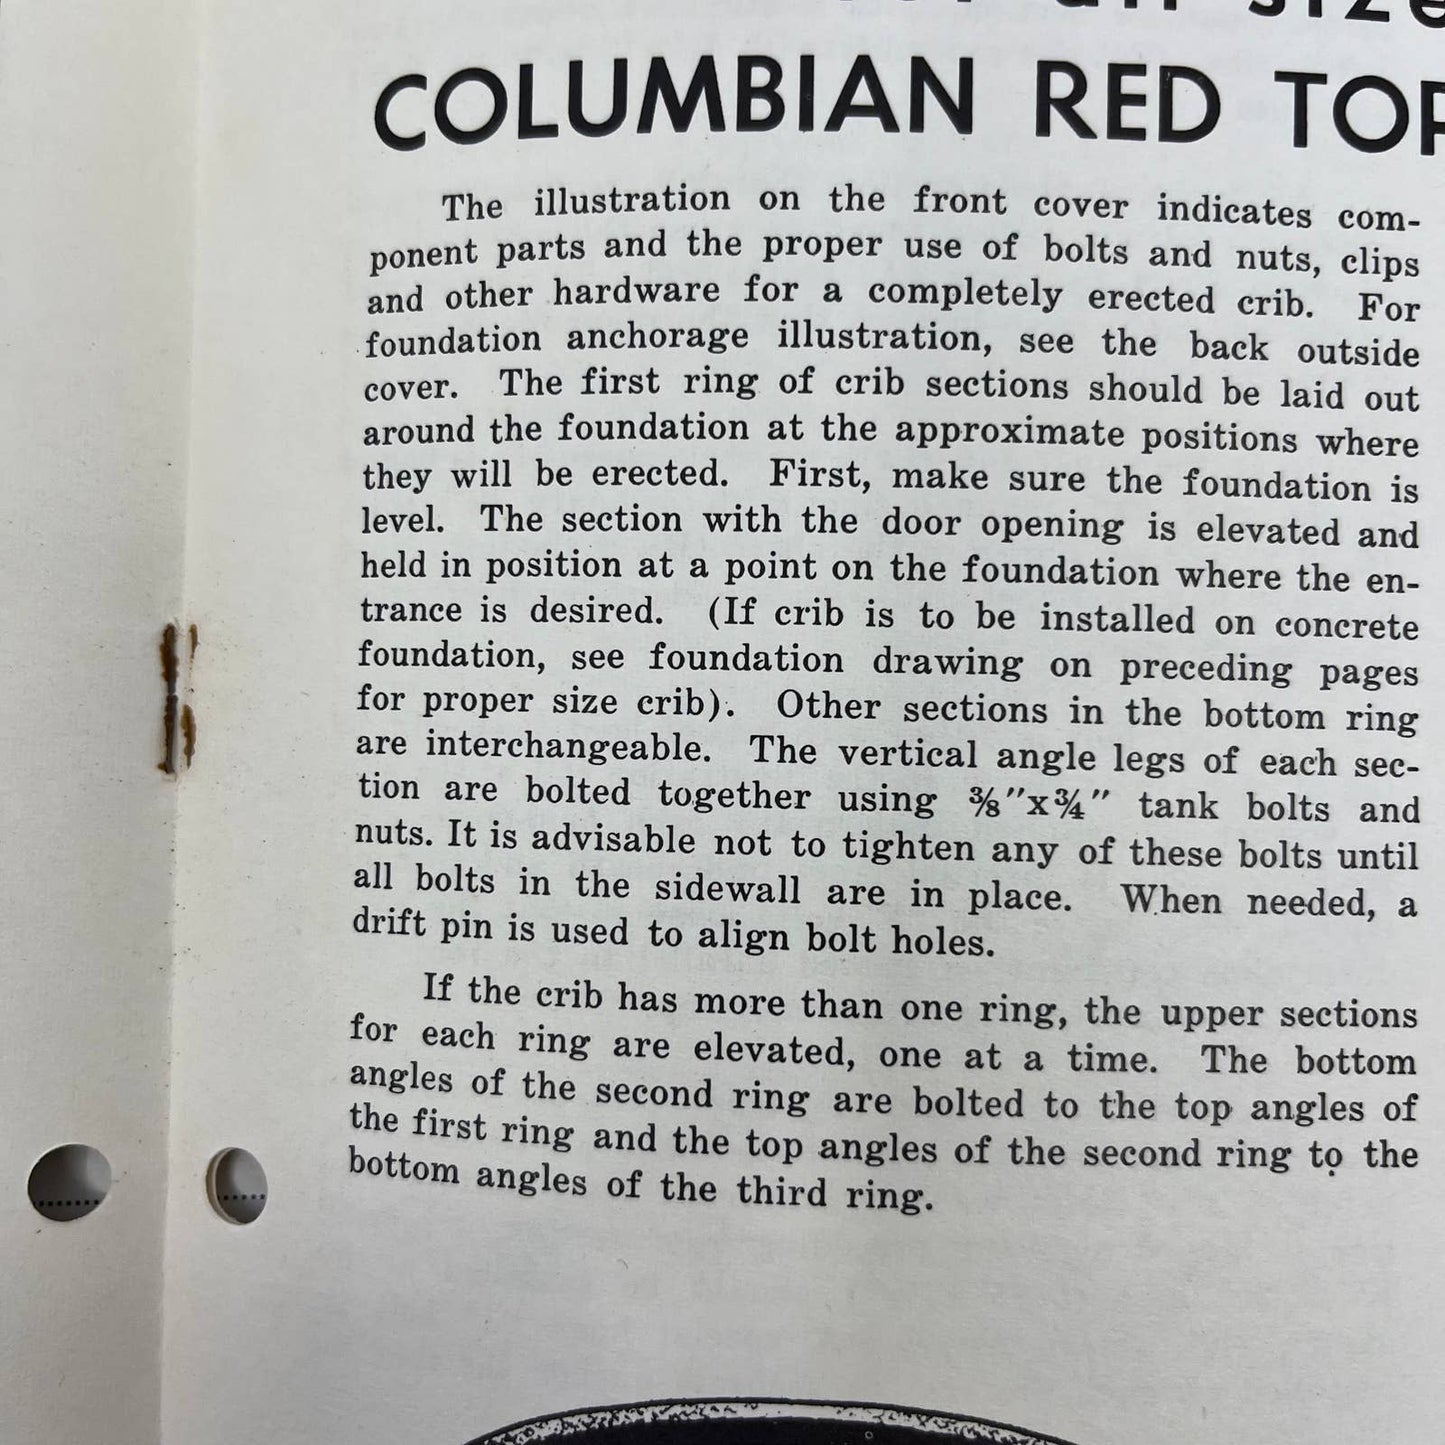 all size
COLUMBIAN RED TOP
The illustration on the front cover indicates com-
ponent parts and the proper use of bolts and nuts, clips
and other hardware for a completely erected crib. For
foundation anchorage illustration, see the back outside
cover. The first ring of crib sections should be laid out
around the foundation at the approximate positions where
they will be erected. First, make sure the foundation is
level. The section with the door opening is elevated and
held in position at a point on the foundation where the en-
trance is desired. (If crib is to be installed on concrete
foundation, see foundation drawing on preceding pages
for proper size crib). Other sections in the bottom ring
are interchangeable. The vertical angle legs of each sec-
tion are bolted together using ⅜"x¾" tank bolts and
nuts. It is advisable not to tighten any of these bolts until
all bolts in the sidewall are in place. When needed, a
drift pin is used to align bolt holes.
If the crib has more than one ring, the upper sections
for each ring are elevated, one at a time. The bottom
angles of the second ring are bolted to the top angles of
the first ring and the top angles of the second ring to the
bottom angles of the third ring.